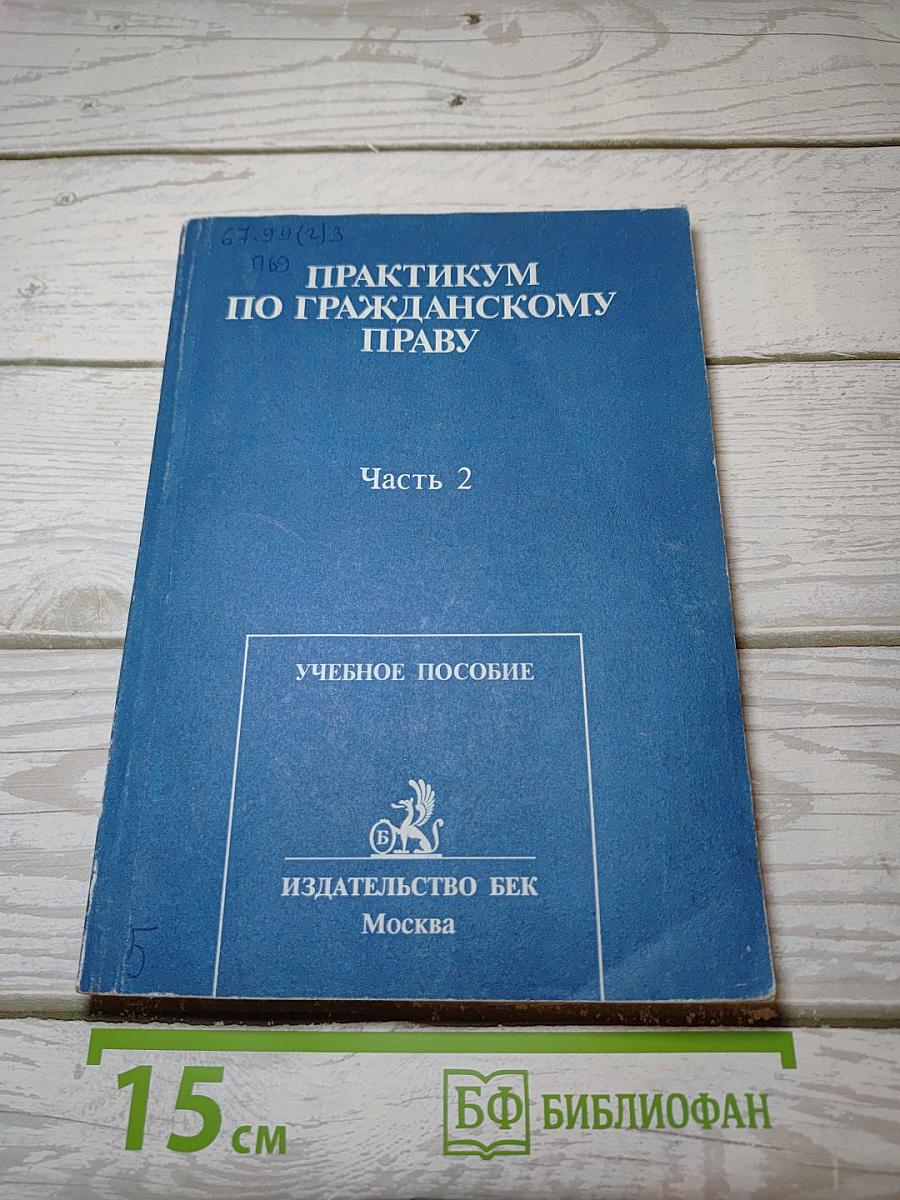 67.99(2)3
П69
ПРАКТИКУМ
ПО ГРАЖДАНСКОМУ
ПРАВУ
Часть 2
УЧЕБНОЕ ПОСОБИЕ
Б
ИЗДАТЕЛЬСТВО БЕК
Москва
5
15 см
БФ БИБЛИОФАН